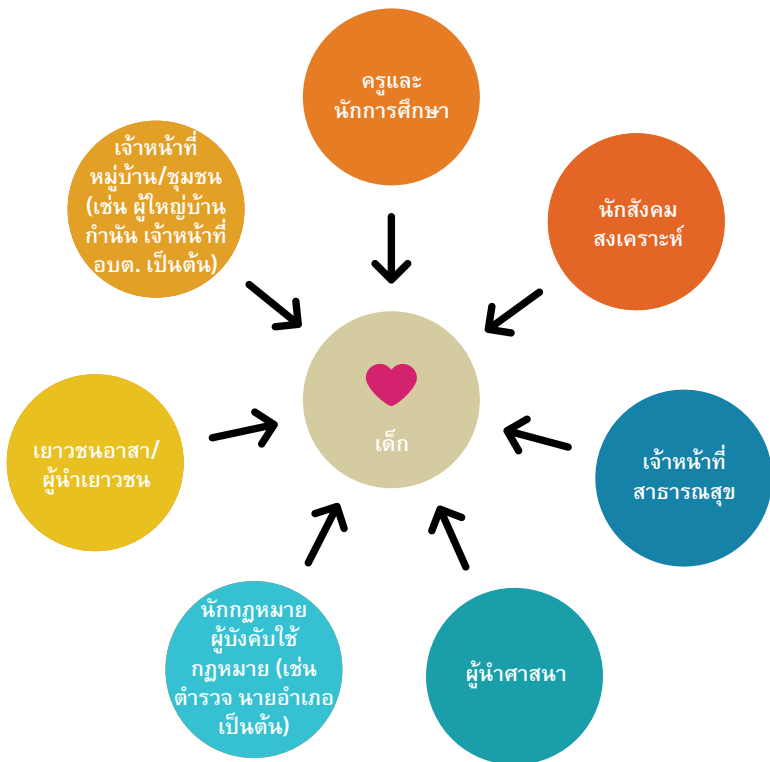 ครูและ
นักการศึกษา
เจ้าหน้าที่
หมู่บ้าน/ชุมชน
(เช่น ผู้ใหญ่บ้าน
กำนัน เจ้าหน้าที่
อบต. เป็นต้น)
นักสังคม
สงเคราะห์
เด็ก
เยาวชนอาสา/
ผู้นำเยาวชน
เจ้าหน้าที่
สาธารณสุข
นักกฏหมาย
ผู้บังคับใช้
กฏหมาย (เช่น
ตำรวจ นายอำเภอ
เป็นต้น)
ผู้นำศาสนา